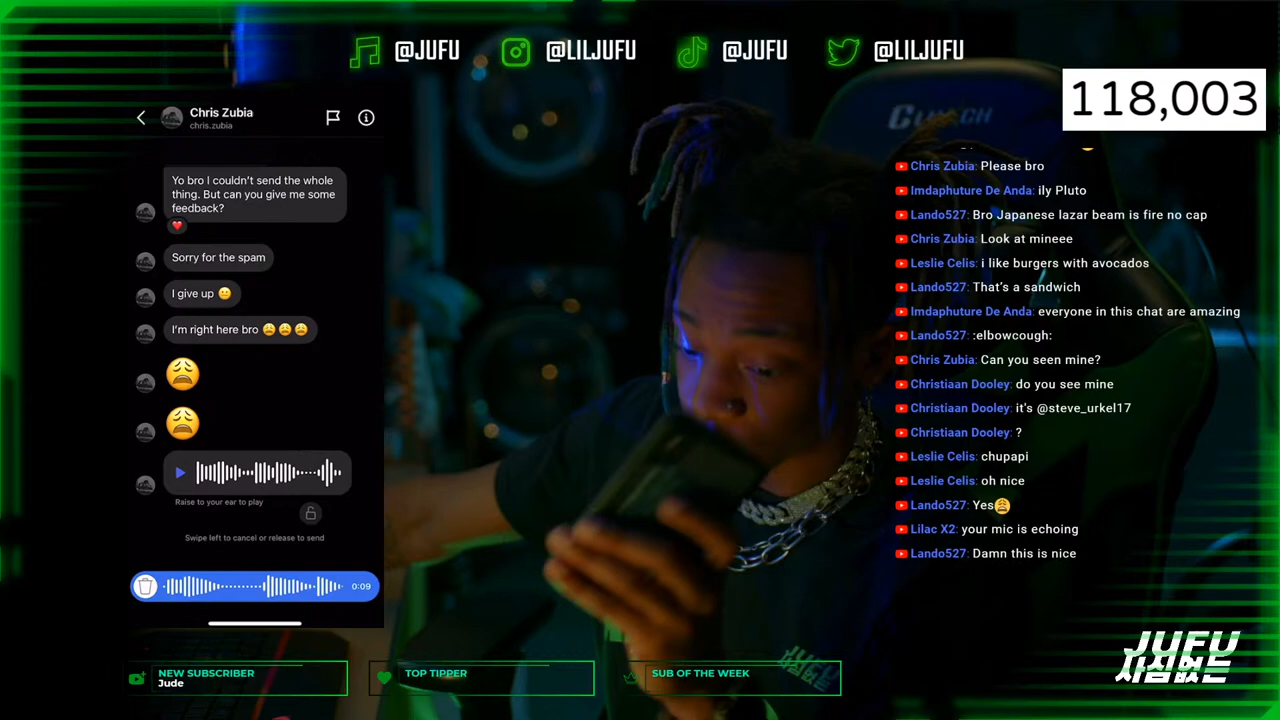 @JUFU
@LILJUFU
@JUFU
@LILJUFU
118,003
Chris Zubia
chris.zubia
Yo bro I couldn't send the whole
thing. But can you give me some
feedback?
Sorry for the spam
I give up 😐
I'm right here bro 😩😩😩
😩
😩
Raise to your ear to play
Swipe left to cancel or release to send
0:09
CLUTCH
Chris Zubia: Please bro
Imdaphuture De Anda: ily Pluto
Lando527: Bro Japanese lazar beam is fire no cap
Chris Zubia: Look at mineee
Leslie Celis: i like burgers with avocados
Lando527: That's a sandwich
Imdaphuture De Anda: everyone in this chat are amazing
Lando527: :elbowcough:
Chris Zubia: Can you seen mine?
Christiaan Dooley: do you see mine
Christiaan Dooley: it's @steve_urkel17
Christiaan Dooley: ?
Leslie Celis: chupapi
Leslie Celis: oh nice
Lando527: Yes😩
Lilac X2: your mic is echoing
Lando527: Damn this is nice
NEW SUBSCRIBER
Jude
TOP TIPPER
SUB OF THE WEEK
JUFU
JUFU
사심없는